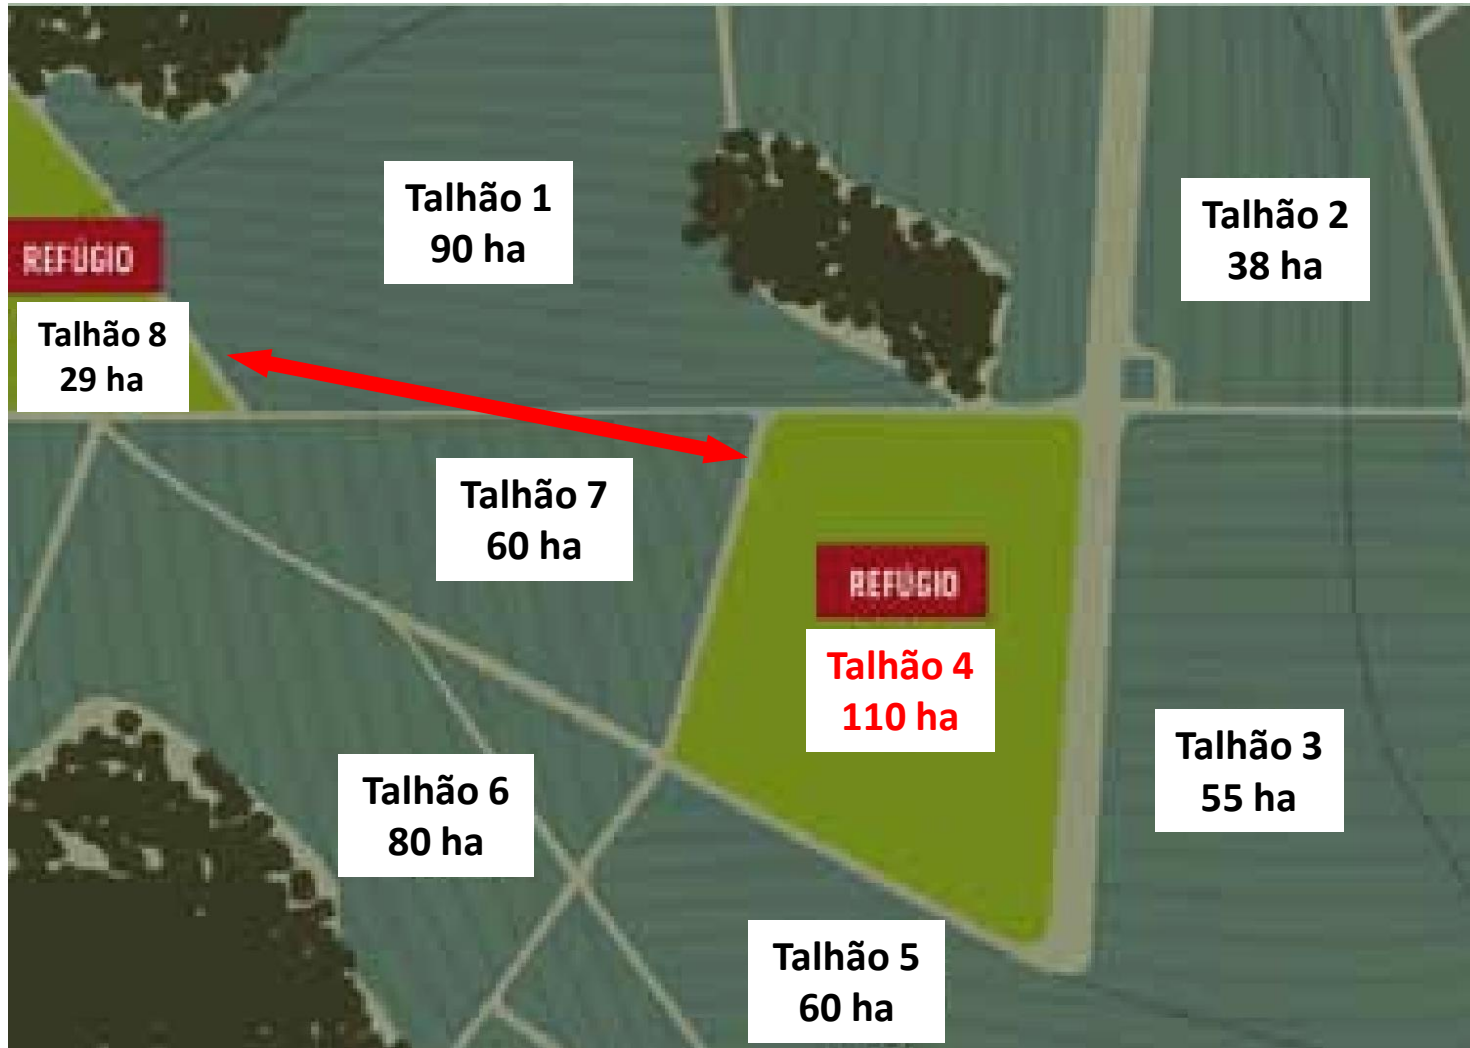 Talhão 1
90 ha
Talhão 2
38 ha
REFÚGIO
Talhão 8
29 ha
Talhão 7
60 ha
REFÚGIO
Talhão 4
110 ha
Talhão 3
55 ha
Talhão 6
80 ha
Talhão 5
60 ha